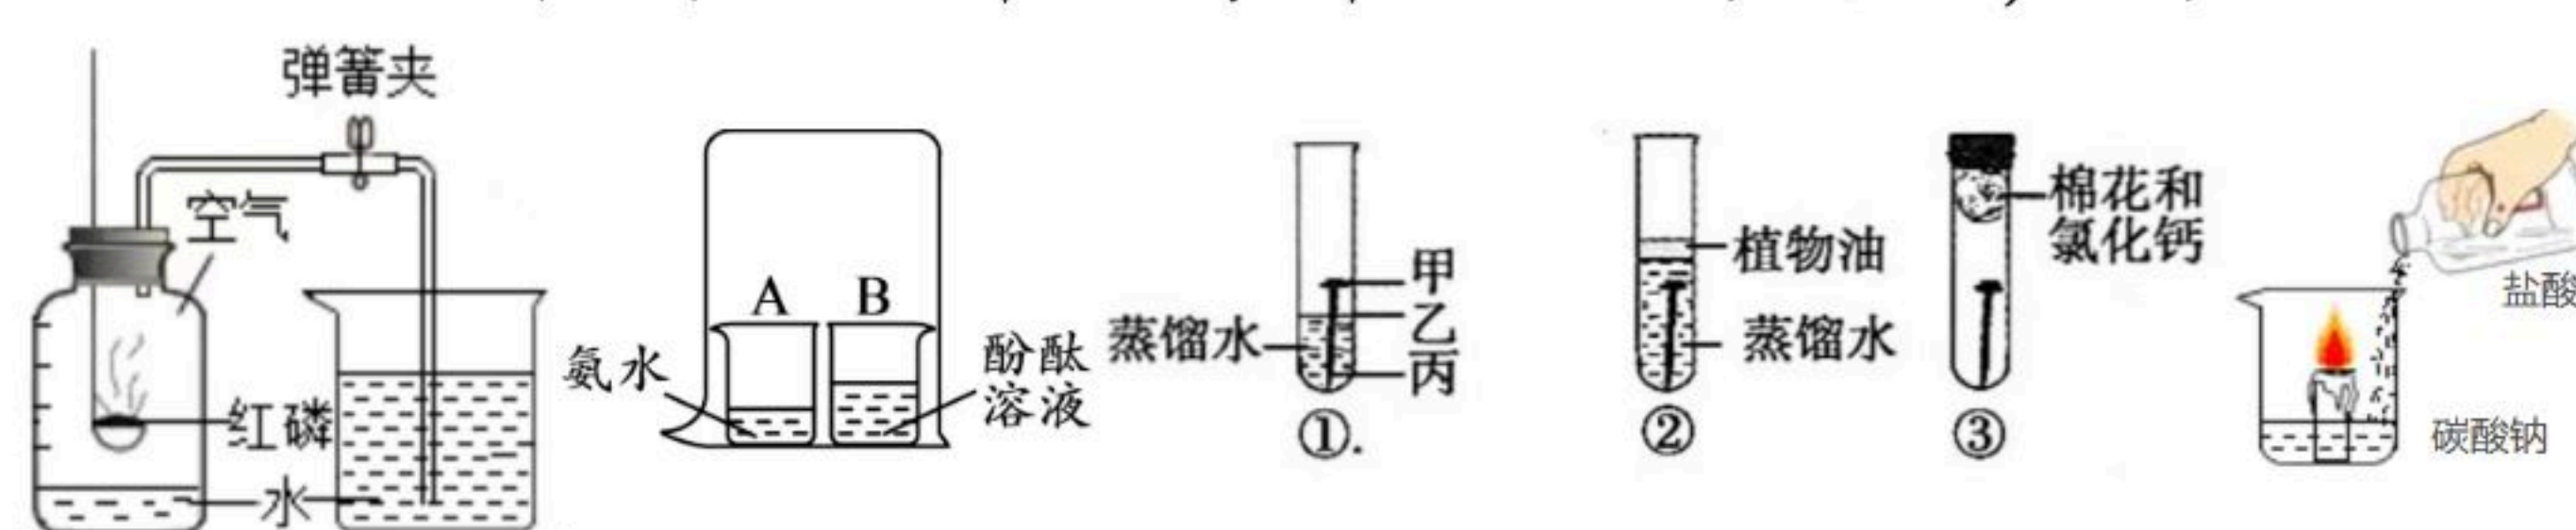 弹簧夹
空气
红磷
水
A B
氨水
酚酞
溶液
蒸馏水
甲
乙
丙
①.
植物油
蒸馏水
②
棉花和
氯化钙
③
盐酸
碳酸钠